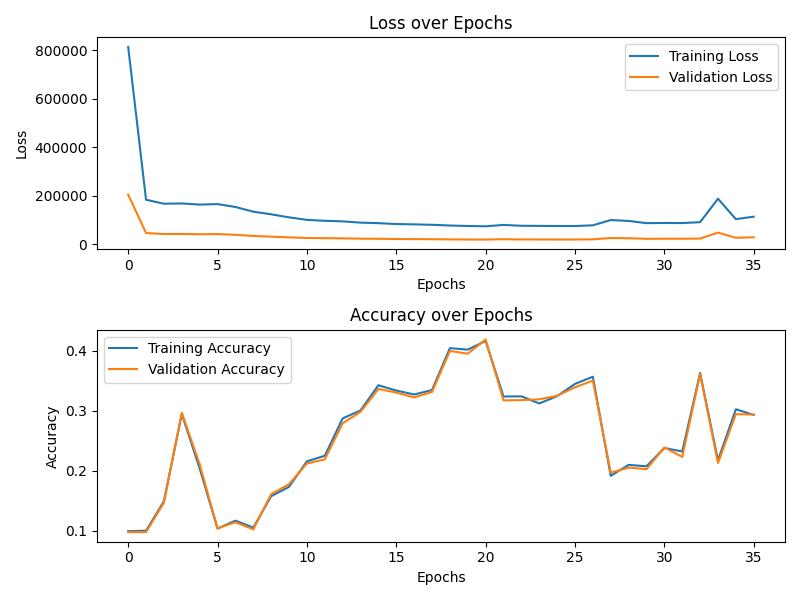 Loss over Epochs
800000
600000
400000
200000
0
Loss
Training Loss
Validation Loss
0 5 10 15 20 25 30 35
Epochs
Accuracy over Epochs
0.4
0.3
0.2
0.1
Accuracy
Training Accuracy
Validation Accuracy
0 5 10 15 20 25 30 35
Epochs